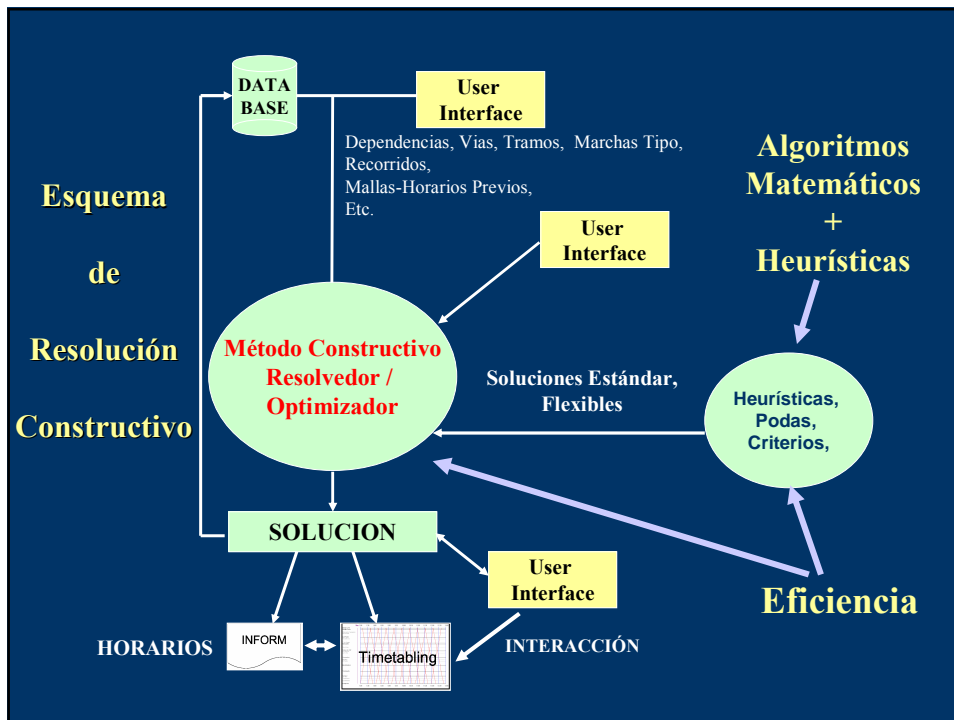 Esquema
de
Resolución
Constructivo
DATA
BASE
User
Interface
Dependencias, Vias, Tramos, Marchas Tipo,
Recorridos,
Mallas-Horarios Previos,
Etc.
User
Interface
Algoritmos
Matemáticos
+
Heurísticas
Método Constructivo
Resolvedor /
Optimizador
Soluciones Estándar,
Flexibles
Heurísticas,
Podas,
Criterios,
SOLUCION
User
Interface
Eficiencia
HORARIOS
INFORM
Timetabling
INTERACCIÓN